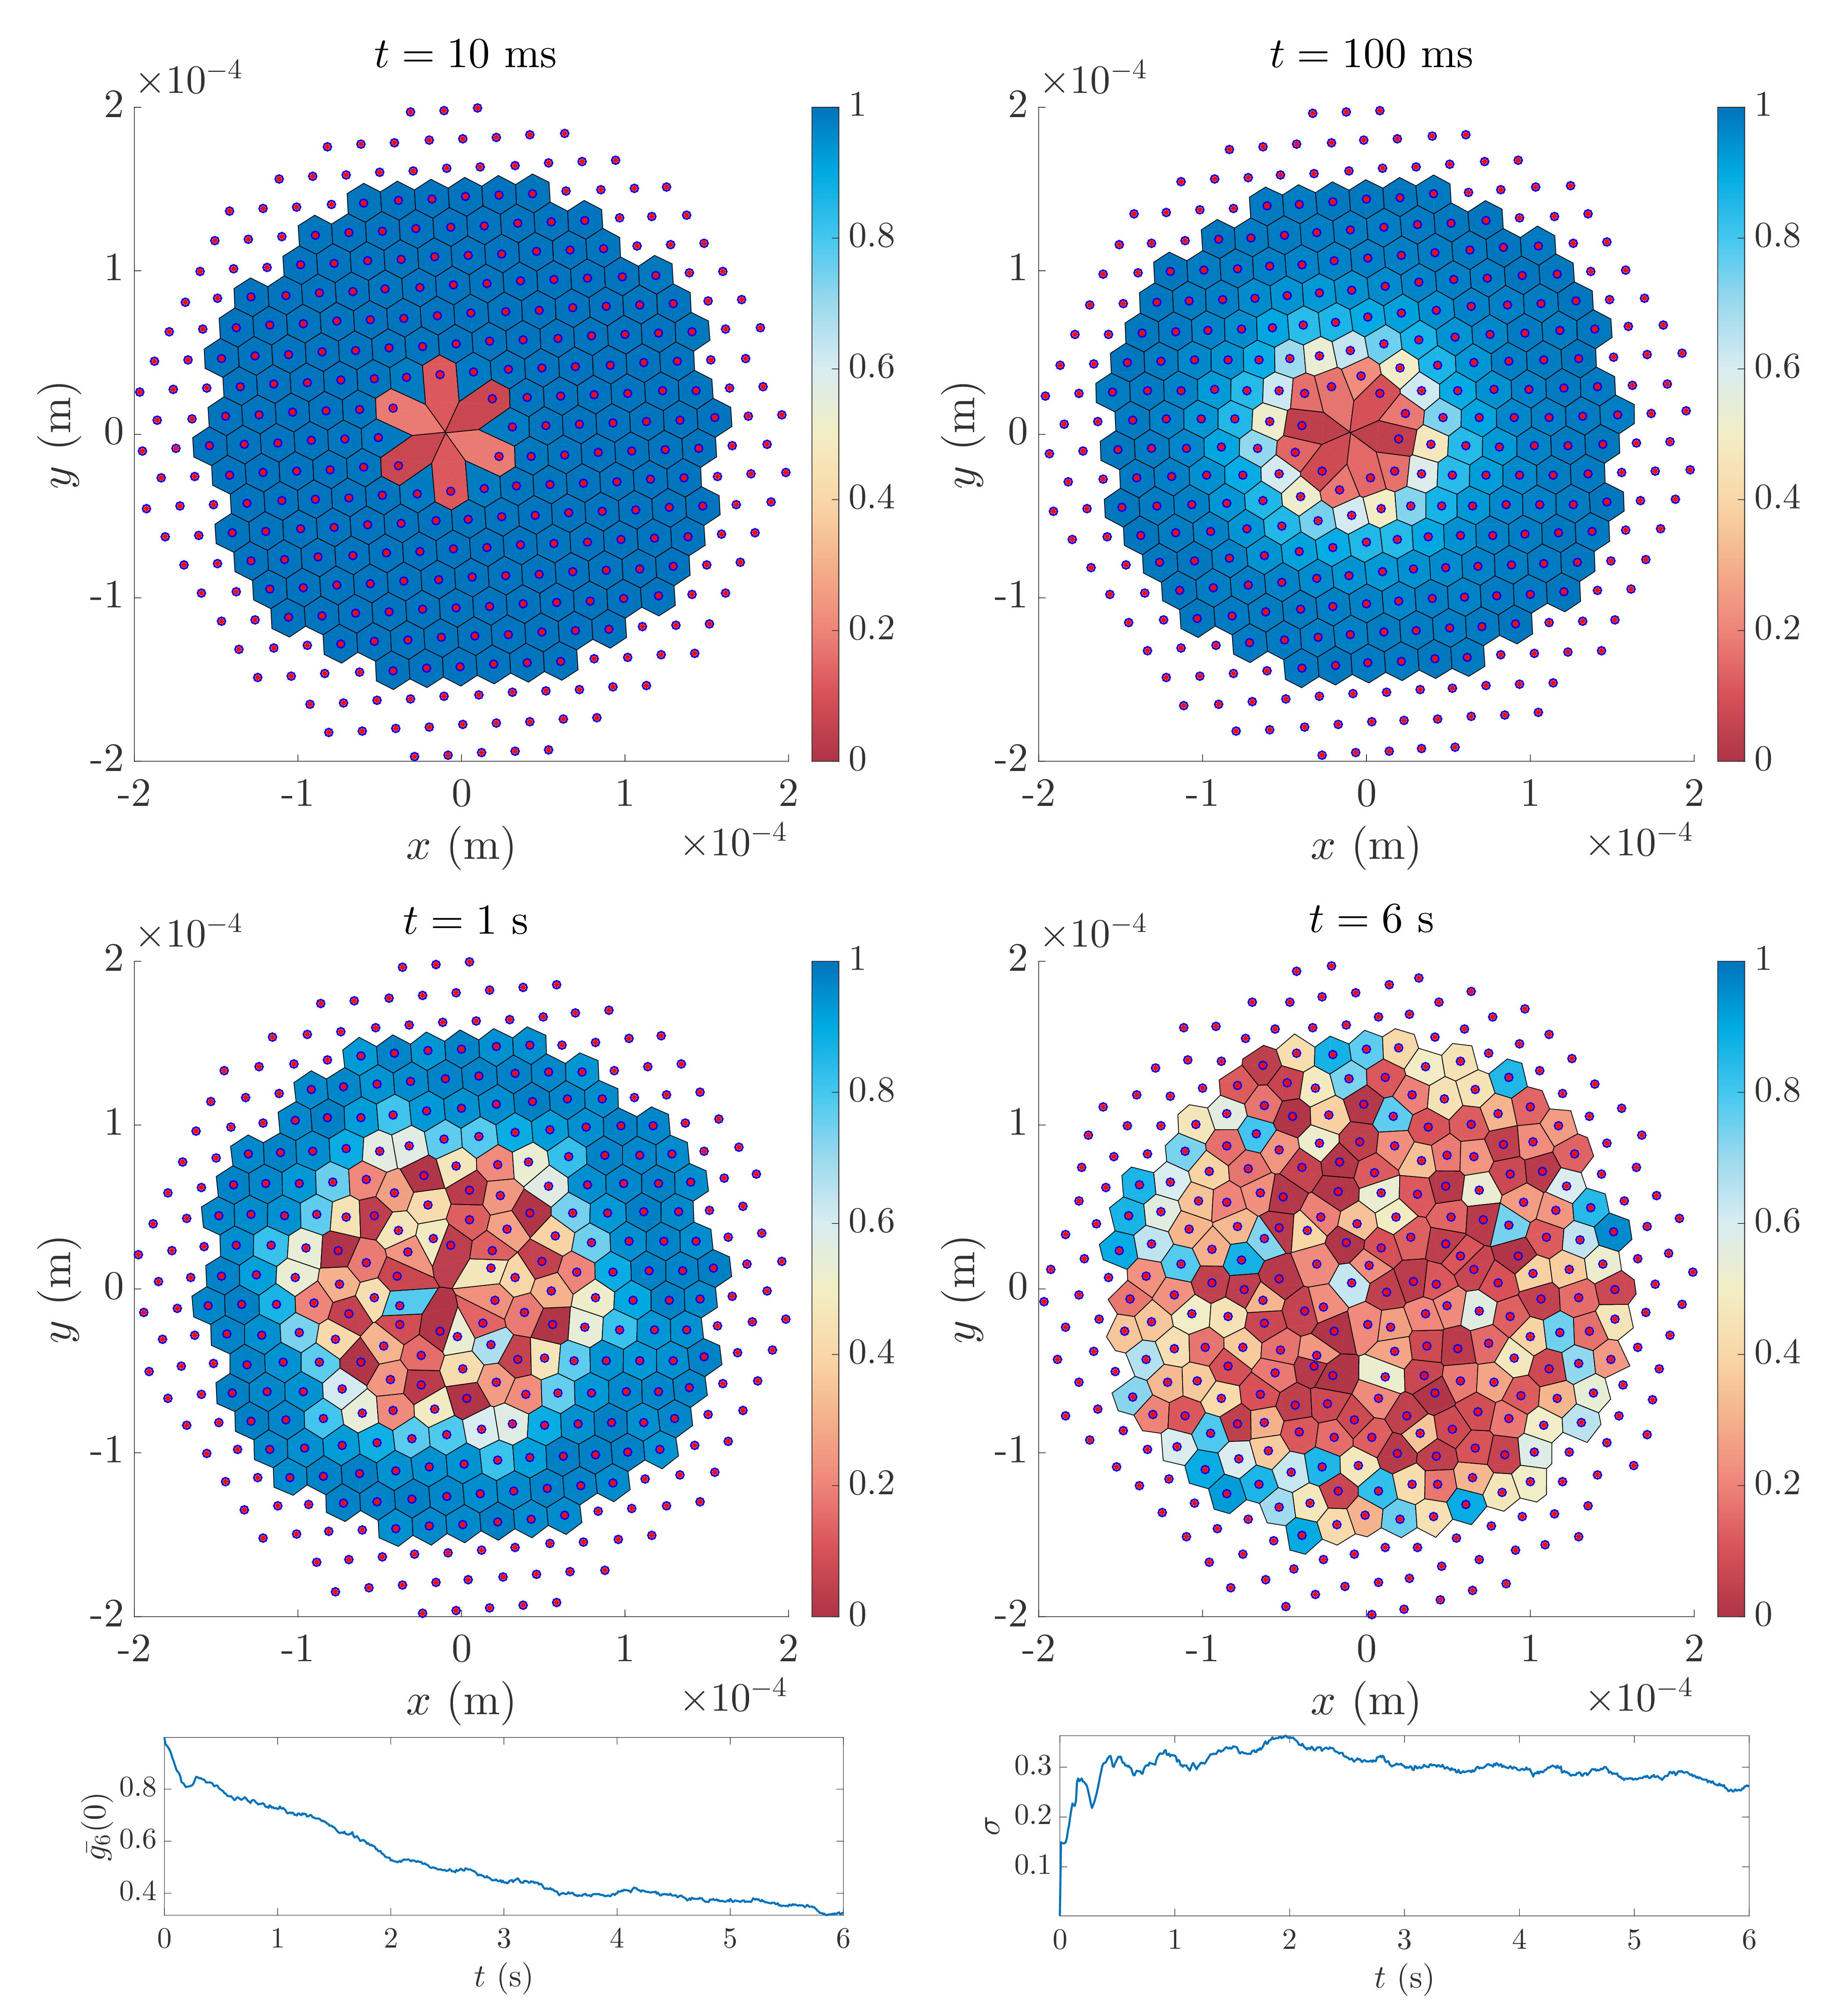 t = 10 ms
×10⁻⁴
2
1
0
-1
-2
y (m)
-2 -1 0 1 2
x (m) ×10⁻⁴
1
0.8
0.6
0.4
0.2
0
t = 100 ms
×10⁻⁴
2
1
0
-1
-2
y (m)
-2 -1 0 1 2
x (m) ×10⁻⁴
1
0.8
0.6
0.4
0.2
0
t = 1 s
×10⁻⁴
2
1
0
-1
-2
y (m)
-2 -1 0 1 2
x (m) ×10⁻⁴
1
0.8
0.6
0.4
0.2
0
t = 6 s
×10⁻⁴
2
1
0
-1
-2
y (m)
-2 -1 0 1 2
x (m) ×10⁻⁴
1
0.8
0.6
0.4
0.2
0
0.8
0.6
0.4
ḡ₆(0)
0 1 2 3 4 5 6
t (s)
0.3
0.2
0.1
σ
0 1 2 3 4 5 6
t (s)